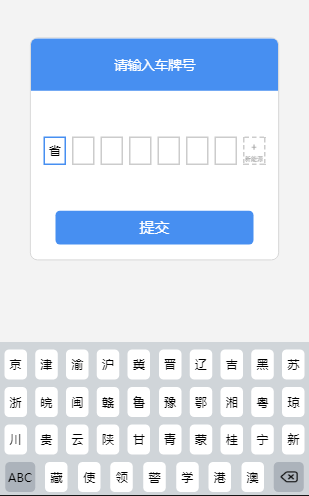 请输入车牌号
省
+
新能源
提交
京 津 渝 沪 冀 晋 辽 吉 黑 苏
浙 皖 闽 赣 鲁 豫 鄂 湘 粤 琼
川 贵 云 陕 甘 青 蒙 桂 宁 新
ABC 藏 使 领 警 学 港 澳